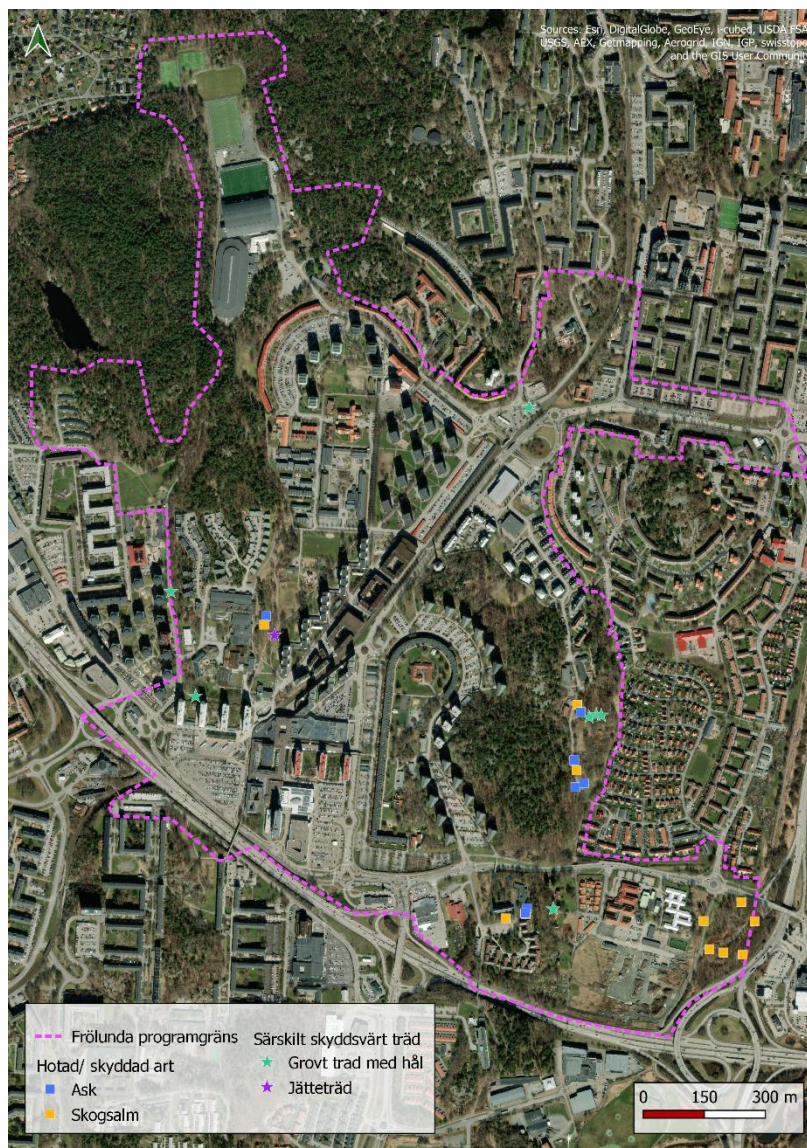 Sources: Esri, DigitalGlobe, GeoEye, i-cubed, USDA FSA,
USGS, AEX, Getmapping, Aerogrid, IGN, IGP, swisstopo,
and the GIS User Community
Frölunda programgräns
Hotad/ skyddad art
Ask
Skogsalm
Särskilt skyddsvärt träd
Grovt trad med hål
Jätteträd
0 150 300 m